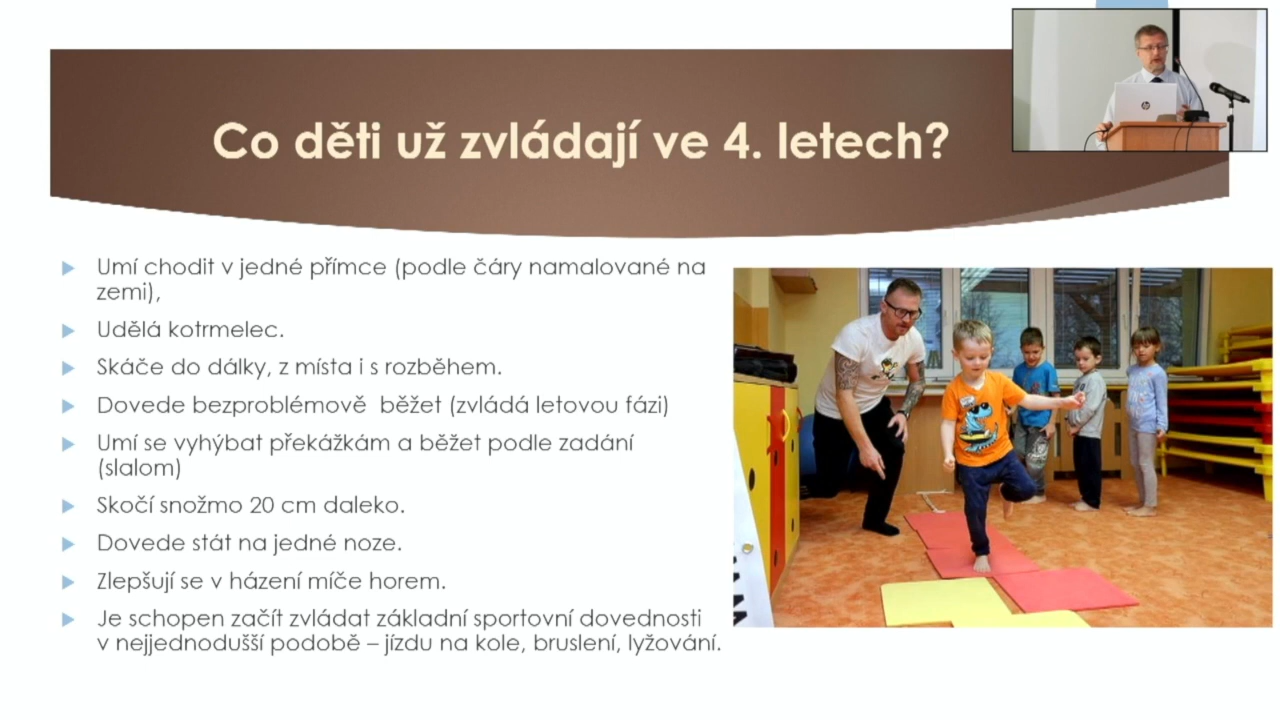 Co děti už zvládají ve 4. letech?
Umí chodit v jedné přímce (podle čáry namalované na
zemi),
Udělá kotrmelec.
Skáče do dálky, z místa i s rozběhem.
Dovede bezproblémově  běžet (zvládá letovou fázi)
Umí se vyhýbat překážkám a běžet podle zadání
(slalom)
Skočí snožmo 20 cm daleko.
Dovede stát na jedné noze.
Zlepšují se v házení míče horem.
Je schopen začít zvládat základní sportovní dovednosti
v nejjednodušší podobě – jízdu na kole, bruslení, lyžování.
hp